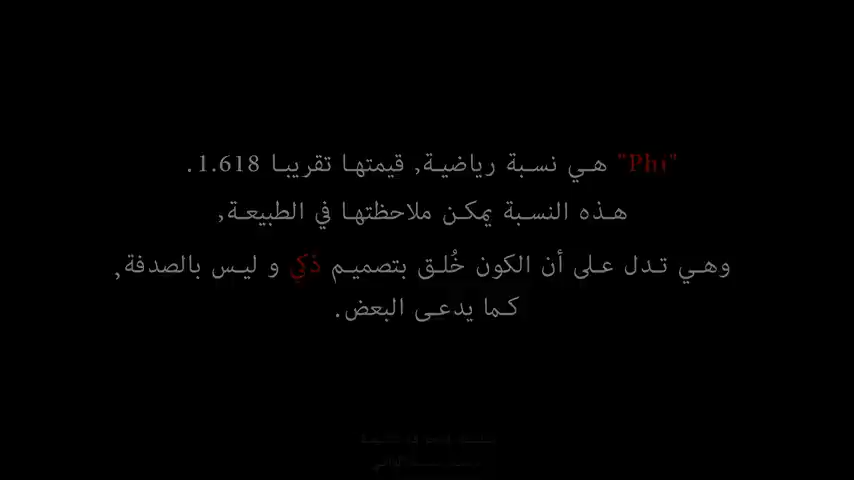 "Phi" هي نسبة رياضية, قيمتها تقريبا 1.618.
هذه النسبة يمكن ملاحظتها في الطبيعة,
وهي تدل على أن الكون خُلق بتصميم ذكي و ليس بالصدفة,
كما يدعى البعض.